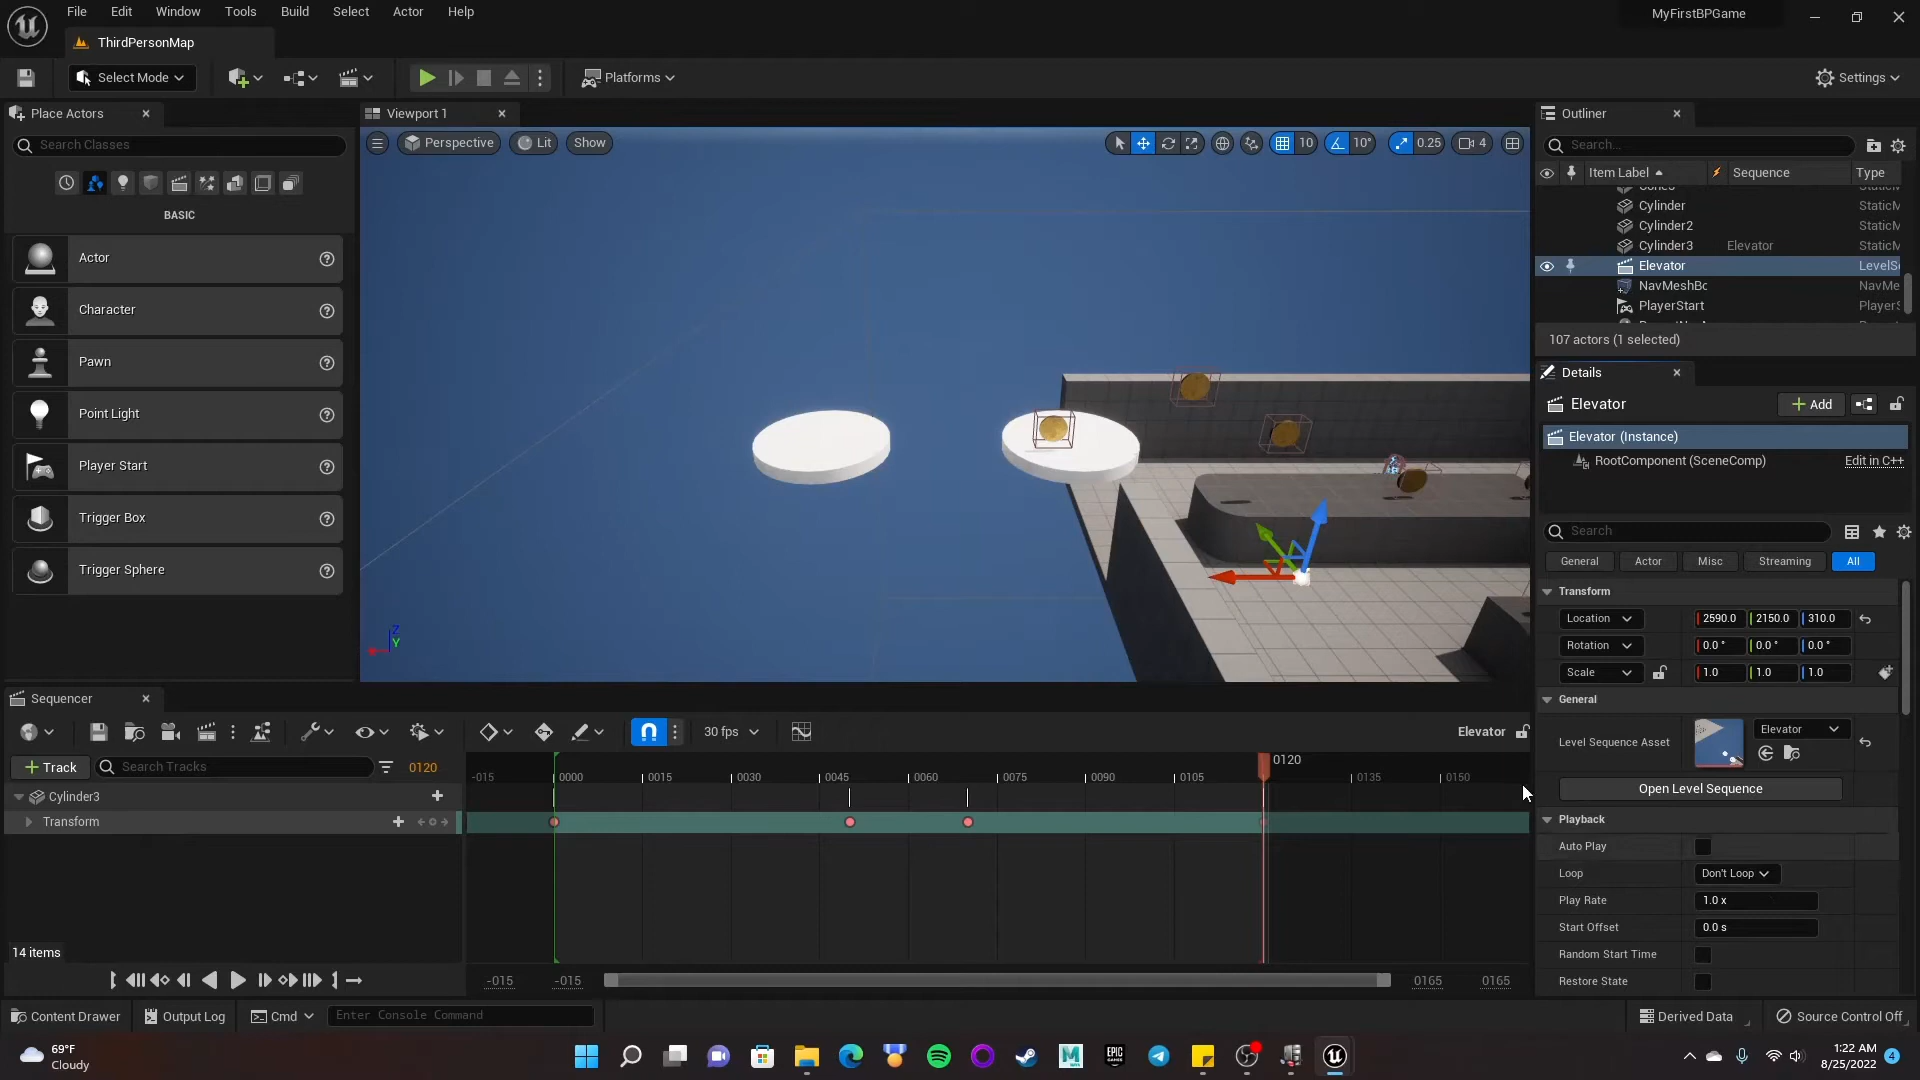 File Edit Window Tools Build Select Actor Help
MyFirstBPGame
ThirdPersonMap
Select Mode
Platforms
Settings
Place Actors
Search Classes
BASIC
Actor
Character
Pawn
Point Light
Player Start
Trigger Box
Trigger Sphere
Viewport 1
Perspective Lit Show
10 10° 0.25 4
Z
Y
Outliner
Search...
Item Label Sequence Type
Cylinder StaticM
Cylinder2 StaticM
Cylinder3 Elevator StaticM
Elevator LevelS
NavMeshBo NavMe
PlayerStart PlayerS
107 actors (1 selected)
Details
Elevator
Add
Elevator (Instance)
RootComponent (SceneComp) Edit in C++
Search
General Actor Misc Streaming All
Transform
Location 2590.0 2150.0 310.0
Rotation 0.0° 0.0° 0.0°
Scale 1.0 1.0 1.0
General
Level Sequence Asset Elevator
Open Level Sequence
Playback
Auto Play
Loop Don't Loop
Play Rate 1.0 x
Start Offset 0.0 s
Random Start Time
Restore State
Sequencer
30 fps
Elevator
+ Track Search Tracks 0120
-015 0000 0015 0030 0045 0060 0075 0090 0105 0120 0135 0150
Cylinder3
Transform
14 items
-015 -015 0165 0165
Content Drawer Output Log Cmd Enter Console Command
Derived Data Source Control Off
69°F
Cloudy
EPIC GAMES
1:22 AM
8/25/2022
4